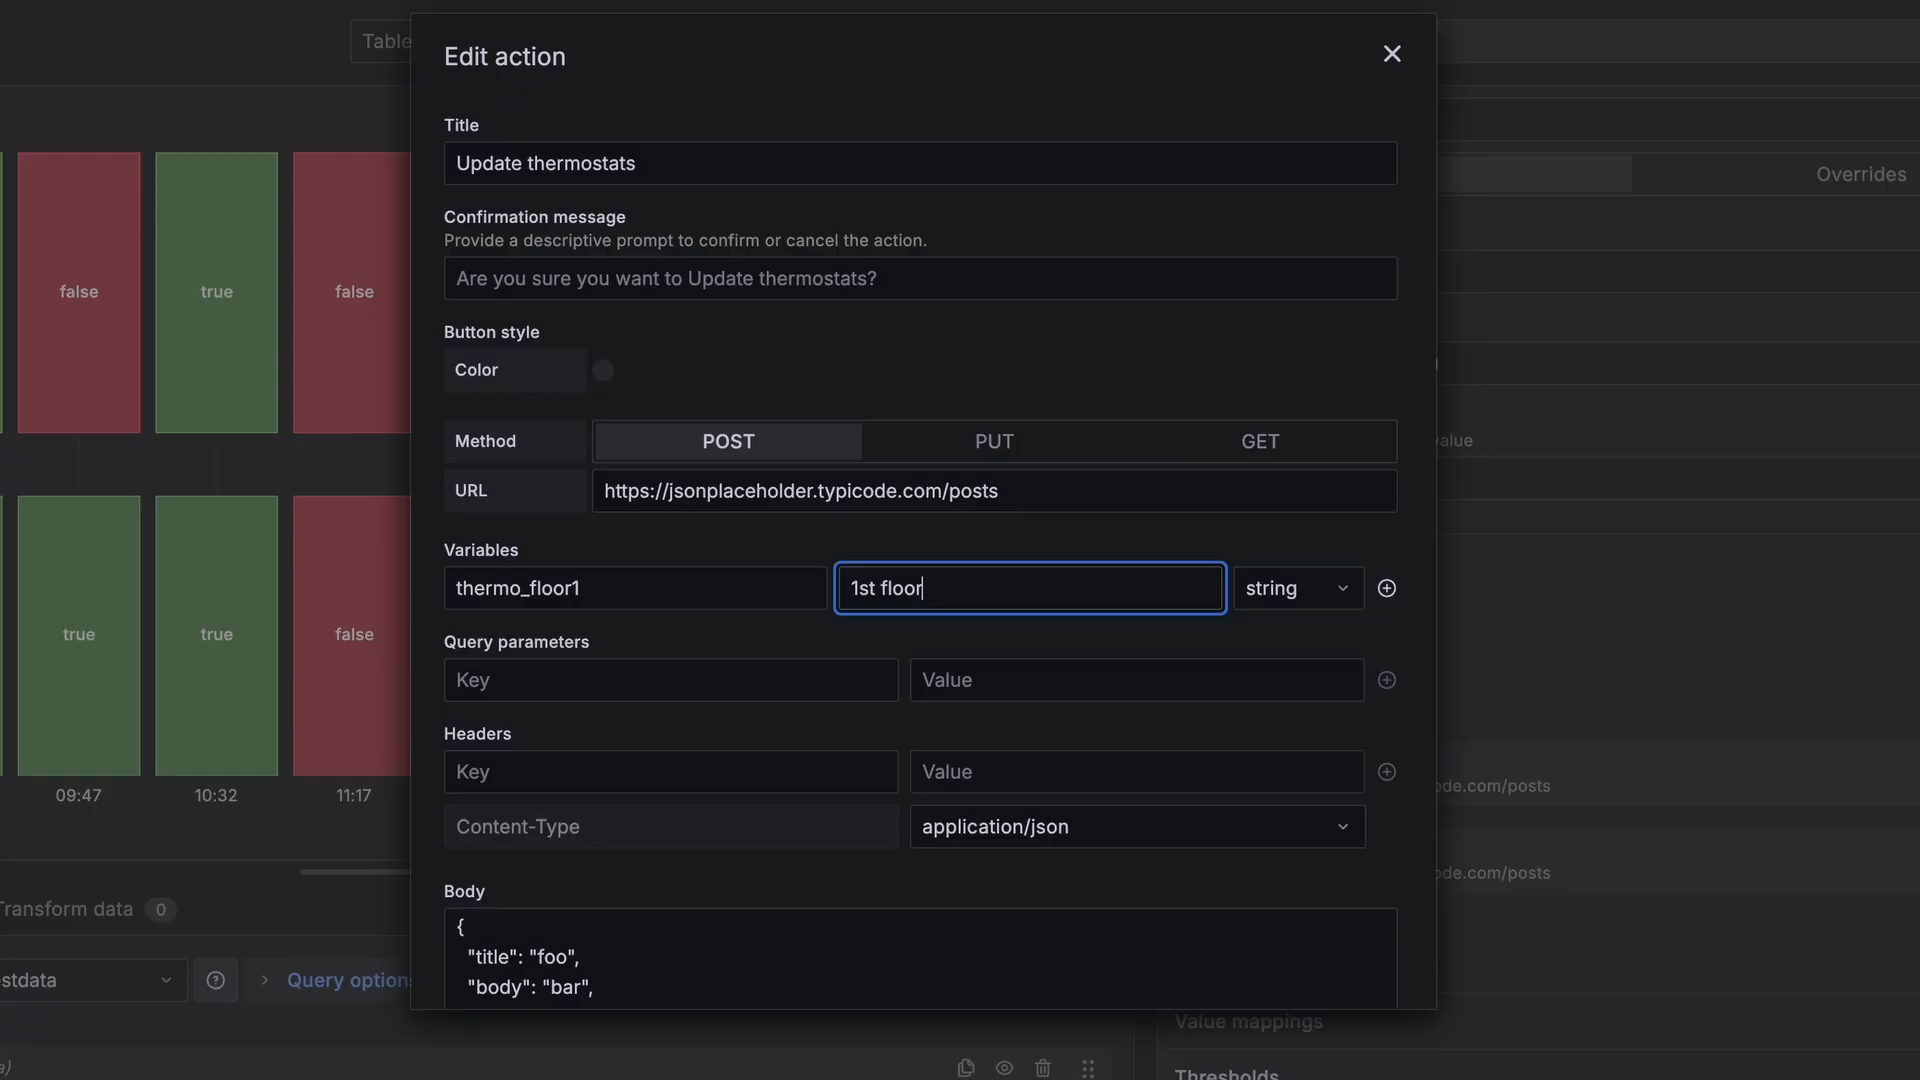 Table
Edit action
Title
Update thermostats
Confirmation message
Provide a descriptive prompt to confirm or cancel the action.
Are you sure you want to Update thermostats?
Overrides
false
true
false
Button style
Color
Method
POST
PUT
GET
URL
https://jsonplaceholder.typicode.com/posts
Variables
thermo_floor1
1st floor
string
true
true
false
Query parameters
Key
Value
Headers
Key
Value
Content-Type
application/json
09:47
10:32
11:17
de.com/posts
de.com/posts
Body
{
"title": "foo",
"body": "bar",
Transform data
0
stdata
Query options
Value mappings
Thresholds